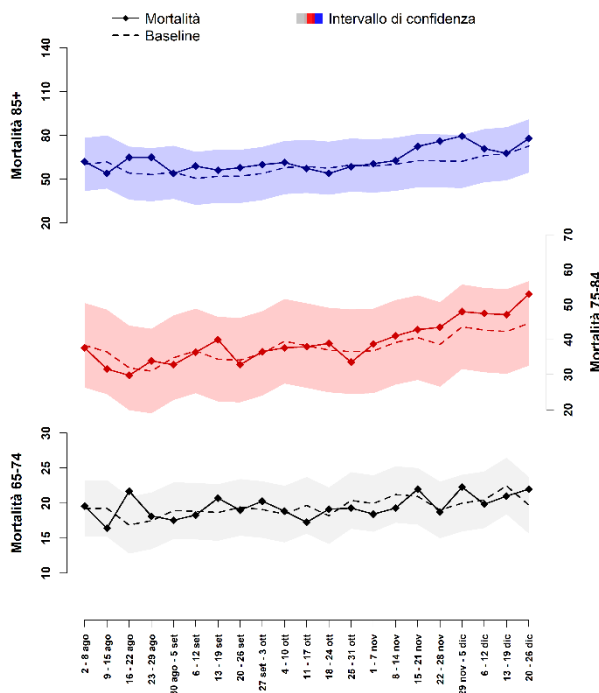 Mortalità
Baseline
Intervallo di confidenza
Mortalità 85+
140
110
80
50
20
Mortalità 75-84
70
60
50
40
30
20
Mortalità 65-74
30
25
20
15
10
2 - 8 ago
9 - 15 ago
16 - 22 ago
23 - 29 ago
30 ago - 5 set
6 - 12 set
13 - 19 set
20 - 26 set
27 set - 3 ott
4 - 10 ott
11 - 17 ott
18 - 24 ott
25 - 31 ott
1 - 7 nov
8 - 14 nov
15 - 21 nov
22 - 28 nov
29 nov - 5 dic
6 - 12 dic
13 - 19 dic
20 - 26 dic